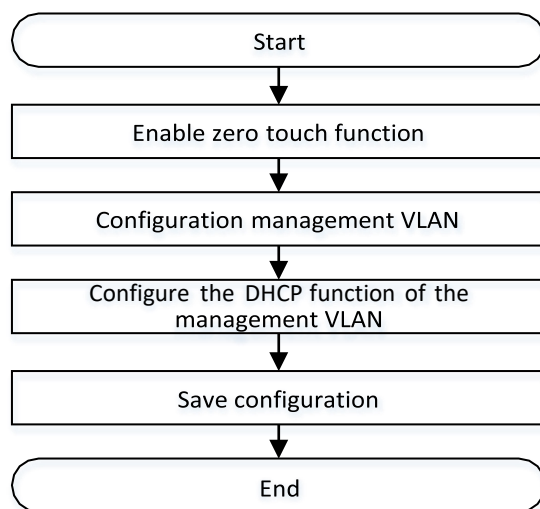 Start
Enable zero touch function
Configuration management VLAN
Configure the DHCP function of the
management VLAN
Save configuration
End